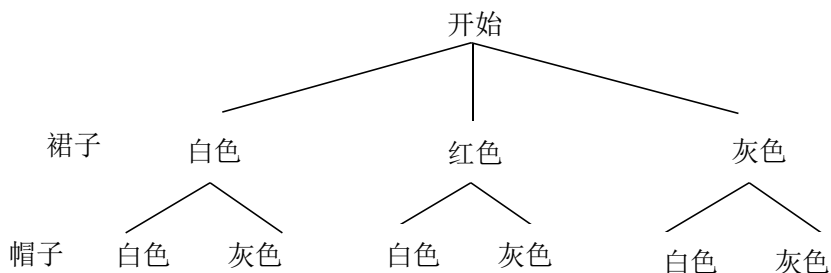 开始
裙子 白色 红色 灰色
帽子 白色 灰色 白色 灰色 白色 灰色